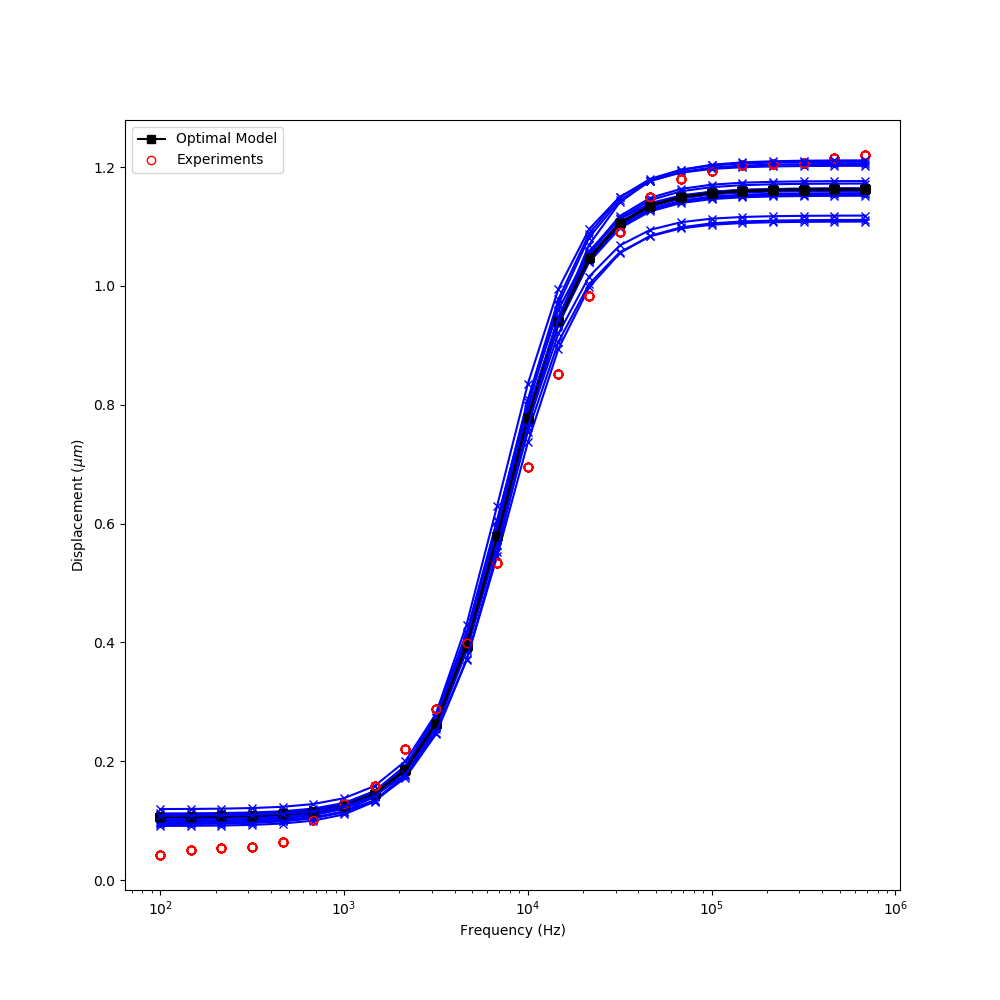 Optimal Model
Experiments
1.2
1.0
0.8
0.6
0.4
0.2
0.0
Displacement (μm)
10² 10³ 10⁴ 10⁵ 10⁶
Frequency (Hz)